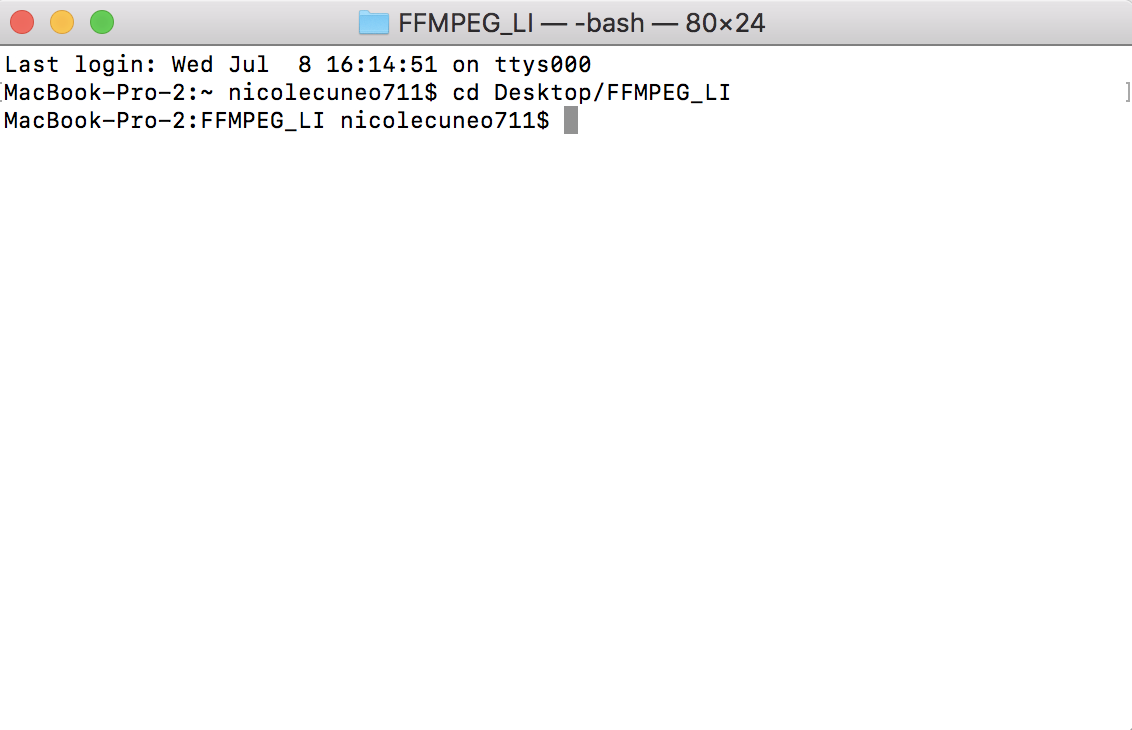 FFMPEG_LI — -bash — 80×24
Last login: Wed Jul  8 16:14:51 on ttys000
[MacBook-Pro-2:~ nicolecuneo711$ cd Desktop/FFMPEG_LI ]
MacBook-Pro-2:FFMPEG_LI nicolecuneo711$